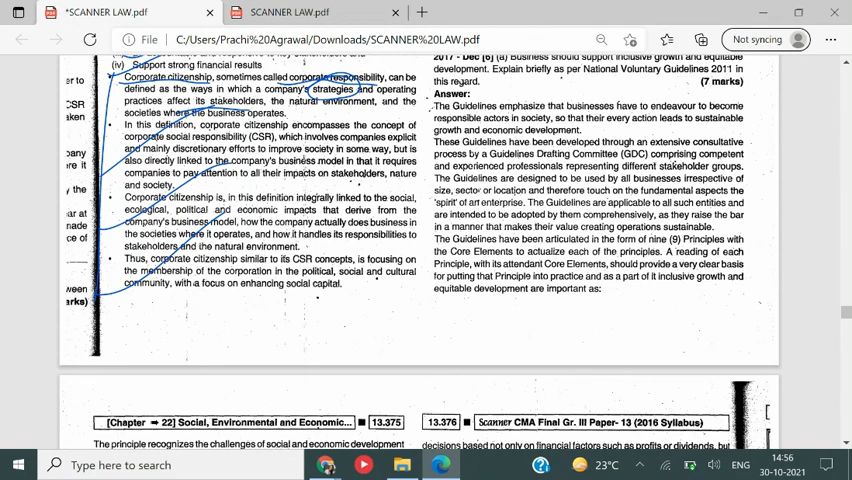 *SCANNER LAW.pdf
SCANNER LAW.pdf
File
C:/Users/Prachi%20Agrawal/Downloads/SCANNER%20LAW.pdf
Not syncing
(iv) Support strong financial results
er to
CSR
aken
pany
re it
y the
ar at
made
ce of
ween
arks)
Corporate citizenship, sometimes called corporate responsibility, can be
defined as the ways in which a company's strategies and operating
practices affect its stakeholders, the natural environment, and the
societies where the business operates.
In this definition, corporate citizenship encompasses the concept of
corporate social responsibility (CSR), which involves companies explicit
and mainly discretionary efforts to improve society in some way, but is
also directly linked to the company's business model in that it requires
companies to pay attention to all their impacts on stakeholders, nature
and society.
Corporate citizenship is, in this definition integrally linked to the social,
ecological, political and economic impacts that derive from the
company's business model, how the company actually does business in
the societies where it operates, and how it handles its responsibilities to
stakeholders and the natural environment.
Thus, corporate citizenship similar to its CSR concepts, is focusing on
the membership of the corporation in the political, social and cultural
community, with a focus on enhancing social capital.
2017 - Dec [6] (a) Business should support inclusive growth and equitable
development. Explain briefly as per National Voluntary Guidelines 2011 in
this regard.
(7 marks)
Answer:
The Guidelines emphasize that businesses have to endeavour to become
responsible actors in society, so that their every action leads to sustainable
growth and economic development.
These Guidelines have been developed through an extensive consultative
process by a Guidelines Drafting Committee (GDC) comprising competent
and experienced professionals representing different stakeholder groups.
The Guidelines are designed to be used by all businesses irrespective of
size, sector or location and therefore touch on the fundamental aspects the
'spirit' of an enterprise. The Guidelines are applicable to all such entities and
are intended to be adopted by them comprehensively, as they raise the bar
in a manner that makes their value creating operations sustainable.
The Guidelines have been articulated in the form of nine (9) Principles with
the Core Elements to actualize each of the principles. A reading of each
Principle, with its attendant Core Elements, should provide a very clear basis
for putting that Principle into practice and as a part of it inclusive growth and
equitable development are important as:
[Chapter ➡ 22] Social, Environmental and Economic... ■ 13.375
The principle recognizes the challenges of social and economic development
13.376 ■ Scanner CMA Final Gr. III Paper- 13 (2016 Syllabus)
decisions based not only on financial factors such as profits or dividends, but
Type here to search
23°C
ENG
14:56
30-10-2021